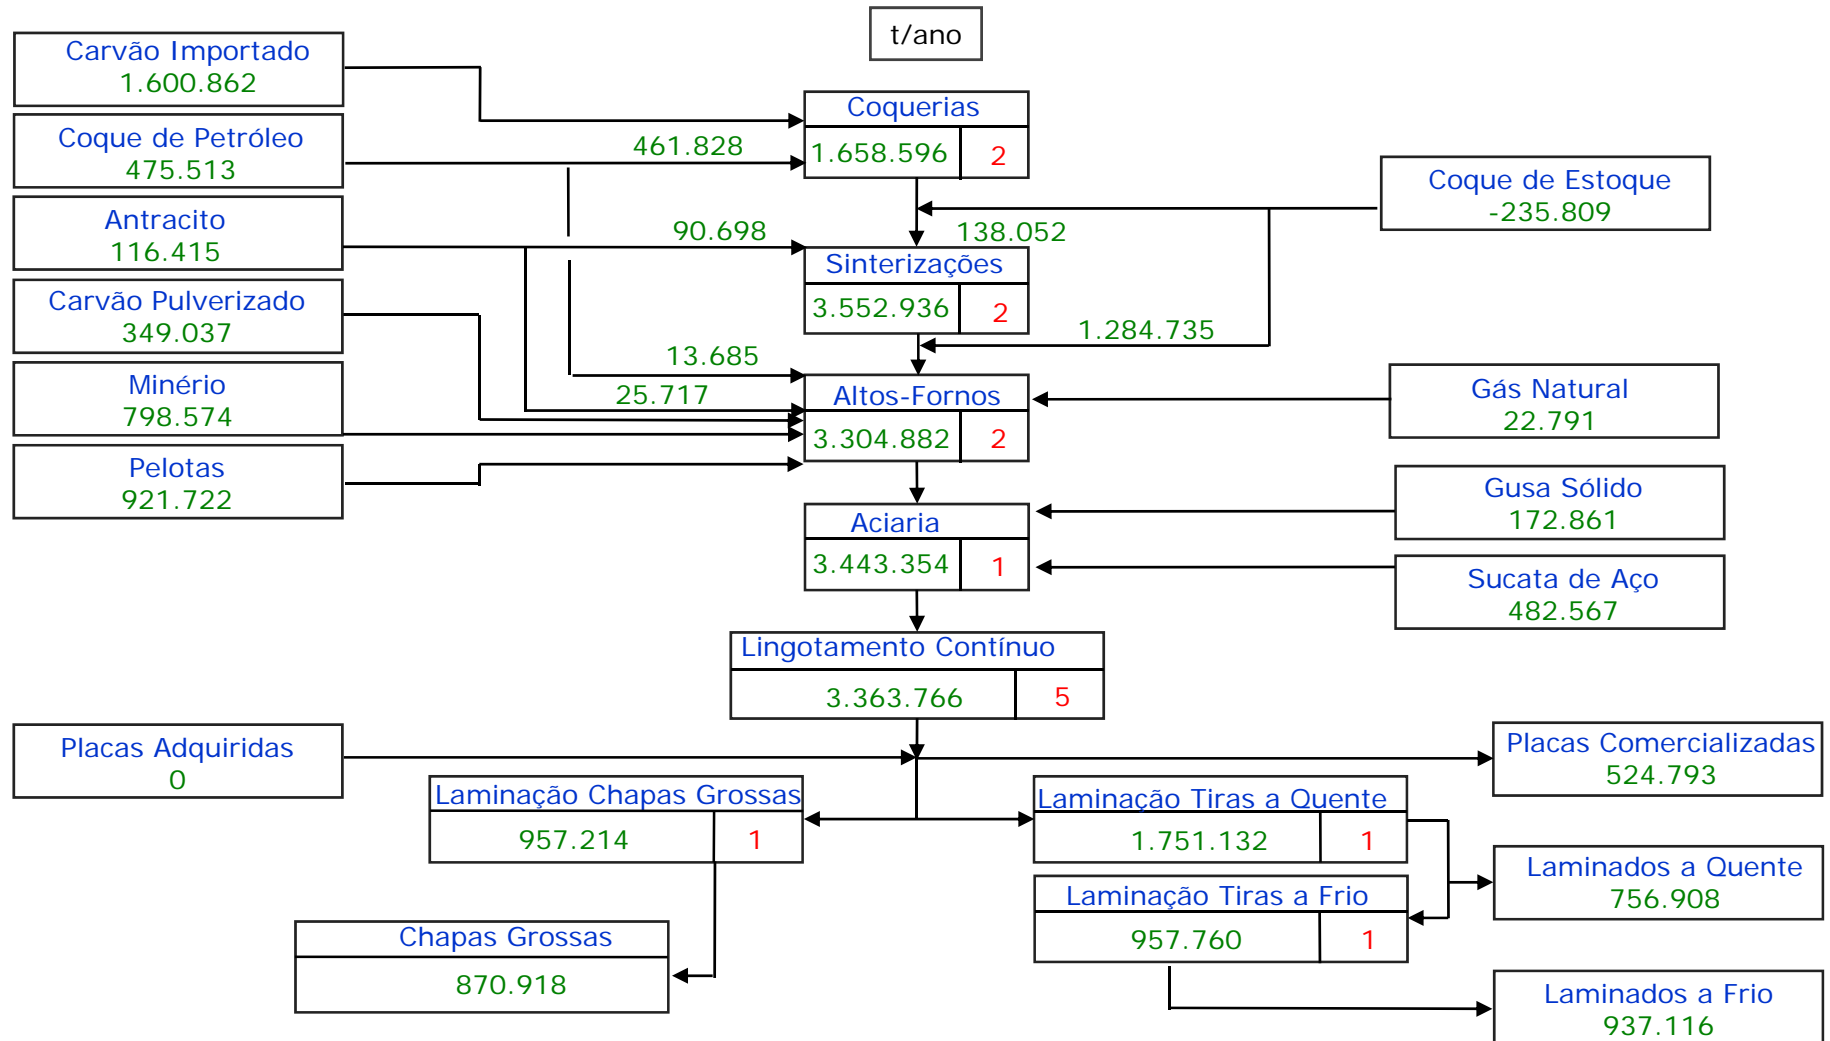 t/ano
Carvão Importado
1.600.862
Coque de Petróleo
475.513
Antracito
116.415
Carvão Pulverizado
349.037
Minério
798.574
Pelotas
921.722
461.828
90.698
13.685
25.717
Coquerias
1.658.596 2
138.052
Sinterizações
3.552.936 2
1.284.735
Altos-Fornos
3.304.882 2
Aciaria
3.443.354 1
Lingotamento Contínuo
3.363.766 5
Coque de Estoque
-235.809
Gás Natural
22.791
Gusa Sólido
172.861
Sucata de Aço
482.567
Placas Adquiridas
0
Placas Comercializadas
524.793
Laminação Chapas Grossas
957.214 1
Laminação Tiras a Quente
1.751.132 1
Laminados a Quente
756.908
Laminação Tiras a Frio
957.760 1
Chapas Grossas
870.918
Laminados a Frio
937.116